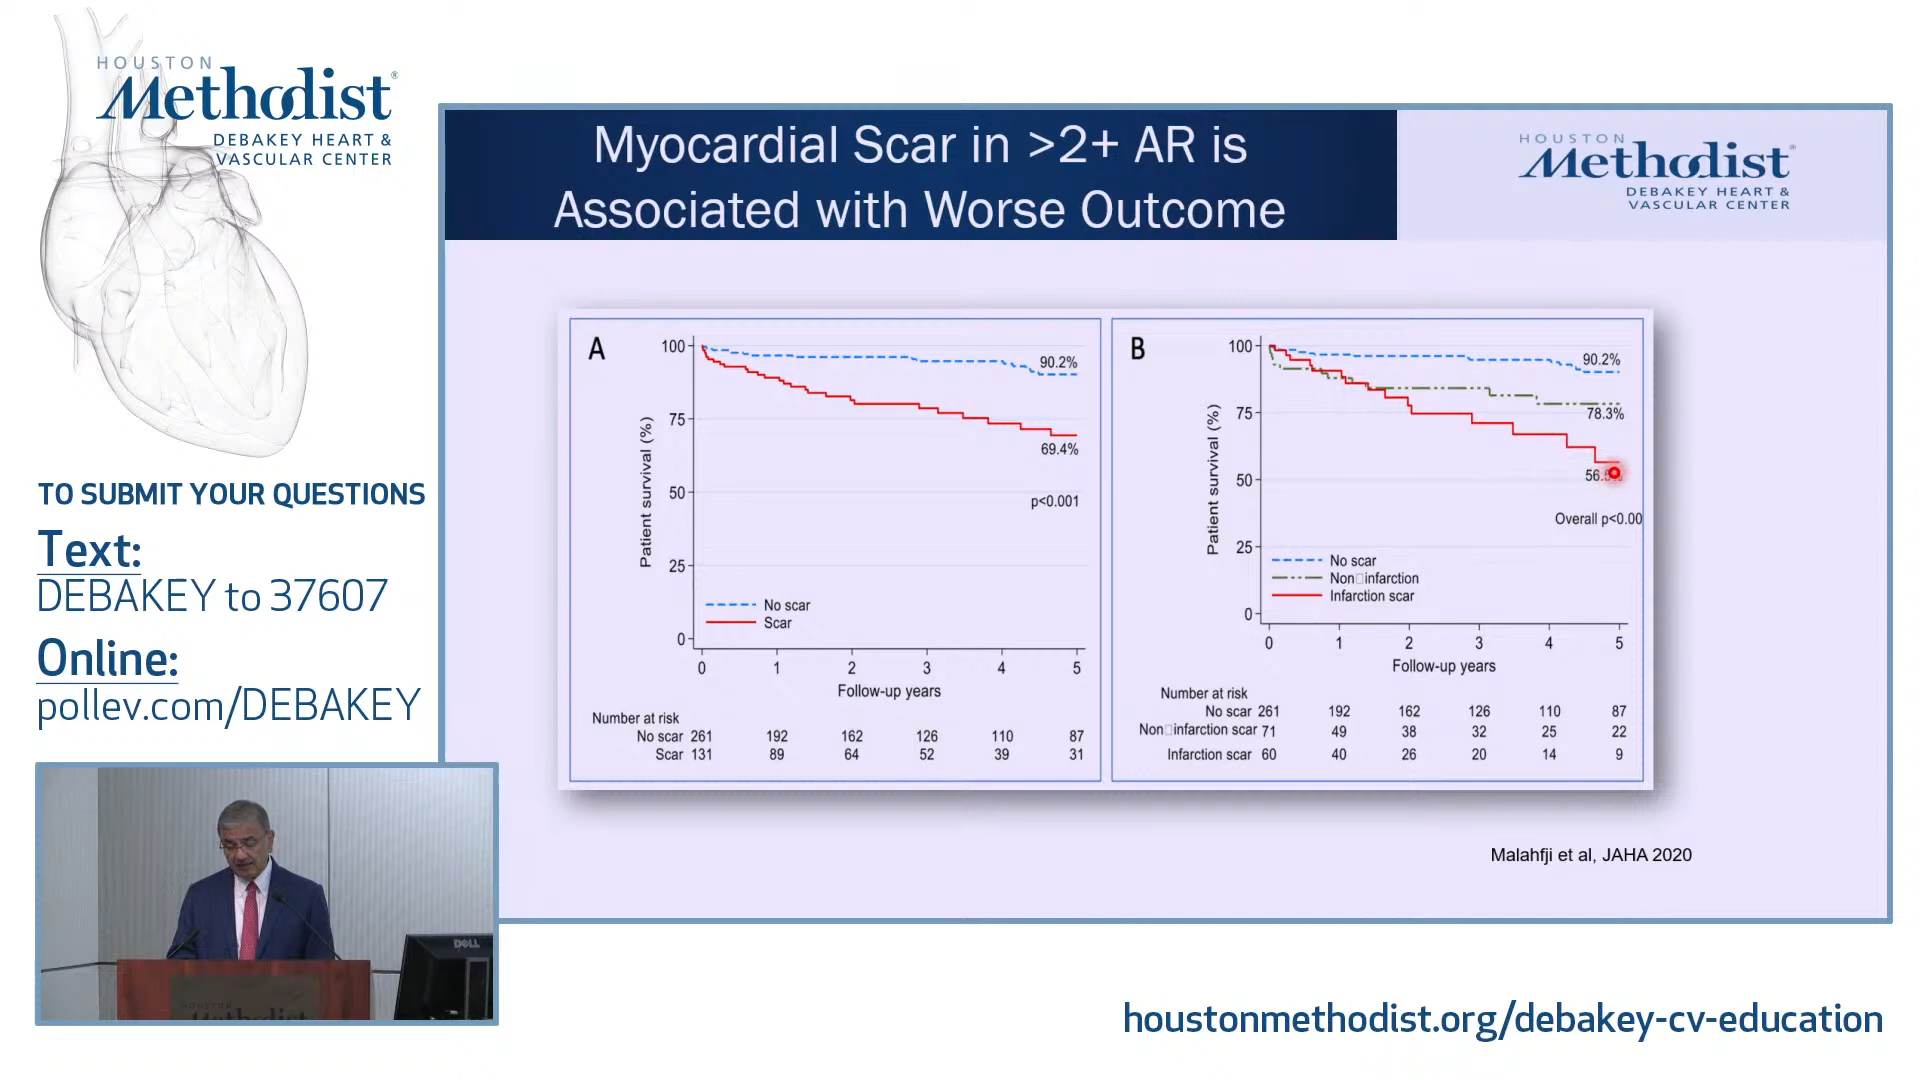 HOUSTON
Methodist®
DEBAKEY HEART &
VASCULAR CENTER
TO SUBMIT YOUR QUESTIONS
Text:
DEBAKEY to 37607
Online:
pollev.com/DEBAKEY
Myocardial Scar in >2+ AR is
Associated with Worse Outcome
HOUSTON
Methodist®
DEBAKEY HEART &
VASCULAR CENTER
A
Patient survival (%)
100
75
50
25
0
90.2%
69.4%
p<0.001
No scar
Scar
0 1 2 3 4 5
Follow-up years
Number at risk
No scar 261 192 162 126 110 87
Scar 131 89 64 52 39 31
B
Patient survival (%)
100
75
50
25
0
90.2%
78.3%
Overall p<0.00
No scar
Non□infarction
Infarction scar
0 1 2 3 4 5
Follow-up years
Number at risk
No scar 261 192 162 126 110 87
Non□infarction scar 71 49 38 32 25 22
Infarction scar 60 40 26 20 14 9
Malahfji et al, JAHA 2020
DELL
houstonmethodist.org/debakey-cv-education